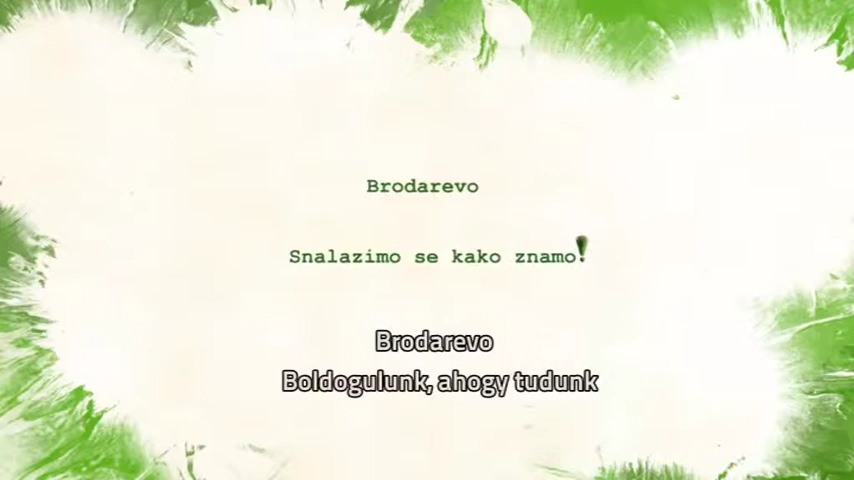 Brodarevo
Snalazimo se kako znamo!
Brodarevo
Boldogulunk, ahogy tudunk